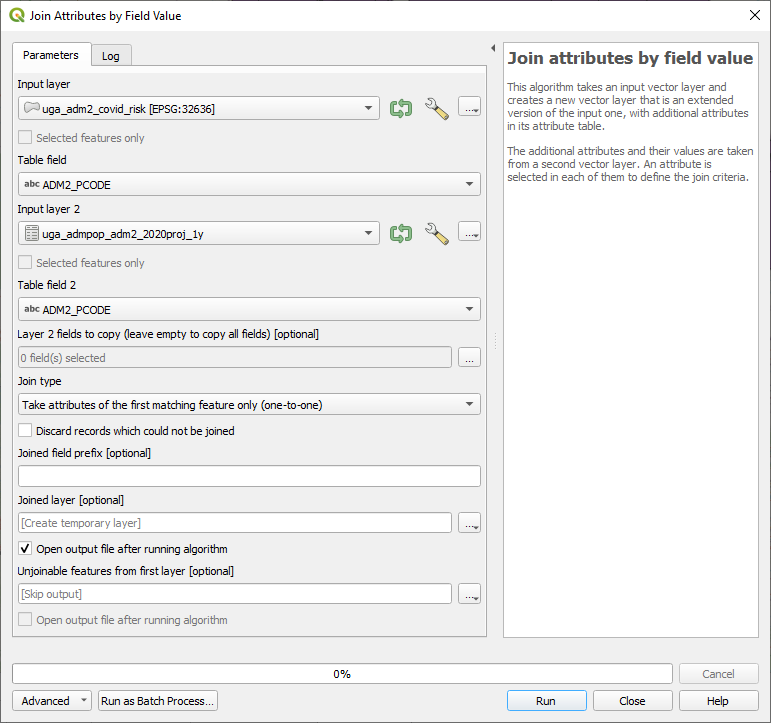 Join Attributes by Field Value
Parameters
Log
Input layer
uga_adm2_covid_risk [EPSG:32636]
...
Selected features only
Table field
abc ADM2_PCODE
Input layer 2
uga_admpop_adm2_2020proj_1y
...
Selected features only
Table field 2
abc ADM2_PCODE
Layer 2 fields to copy (leave empty to copy all fields) [optional]
0 field(s) selected
...
Join type
Take attributes of the first matching feature only (one-to-one)
Discard records which could not be joined
Joined field prefix [optional]
Joined layer [optional]
[Create temporary layer]
...
Open output file after running algorithm
Unjoinable features from first layer [optional]
[Skip output]
...
Open output file after running algorithm
Join attributes by field value
This algorithm takes an input vector layer and
creates a new vector layer that is an extended
version of the input one, with additional attributes
in its attribute table.
The additional attributes and their values are taken
from a second vector layer. An attribute is
selected in each of them to define the join criteria.
0%
Cancel
Advanced
Run as Batch Process...
Run
Close
Help